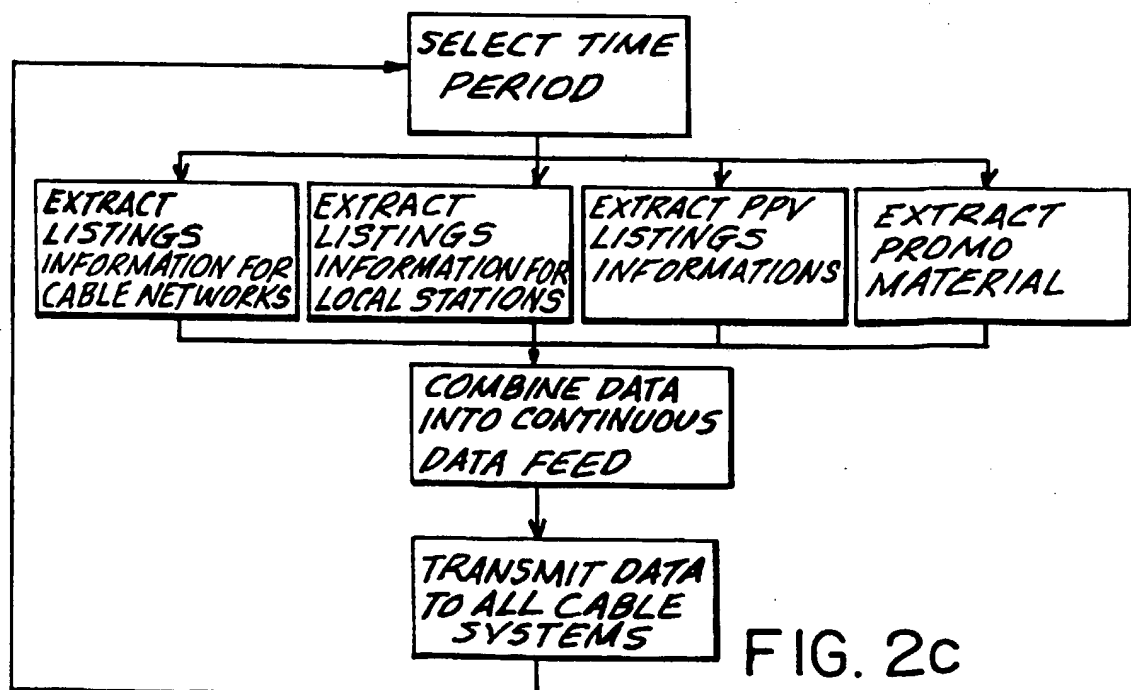 SELECT TIME
PERIOD
EXTRACT
LISTINGS
INFORMATION FOR
CABLE NETWORKS
EXTRACT
LISTINGS
INFORMATION FOR
LOCAL STATIONS
EXTRACT PPV
LISTINGS
INFORMATIONS
EXTRACT
PROMO
MATERIAL
COMBINE DATA
INTO CONTINUOUS
DATA FEED
TRANSMIT DATA
TO ALL CABLE
SYSTEMS
FIG. 2c